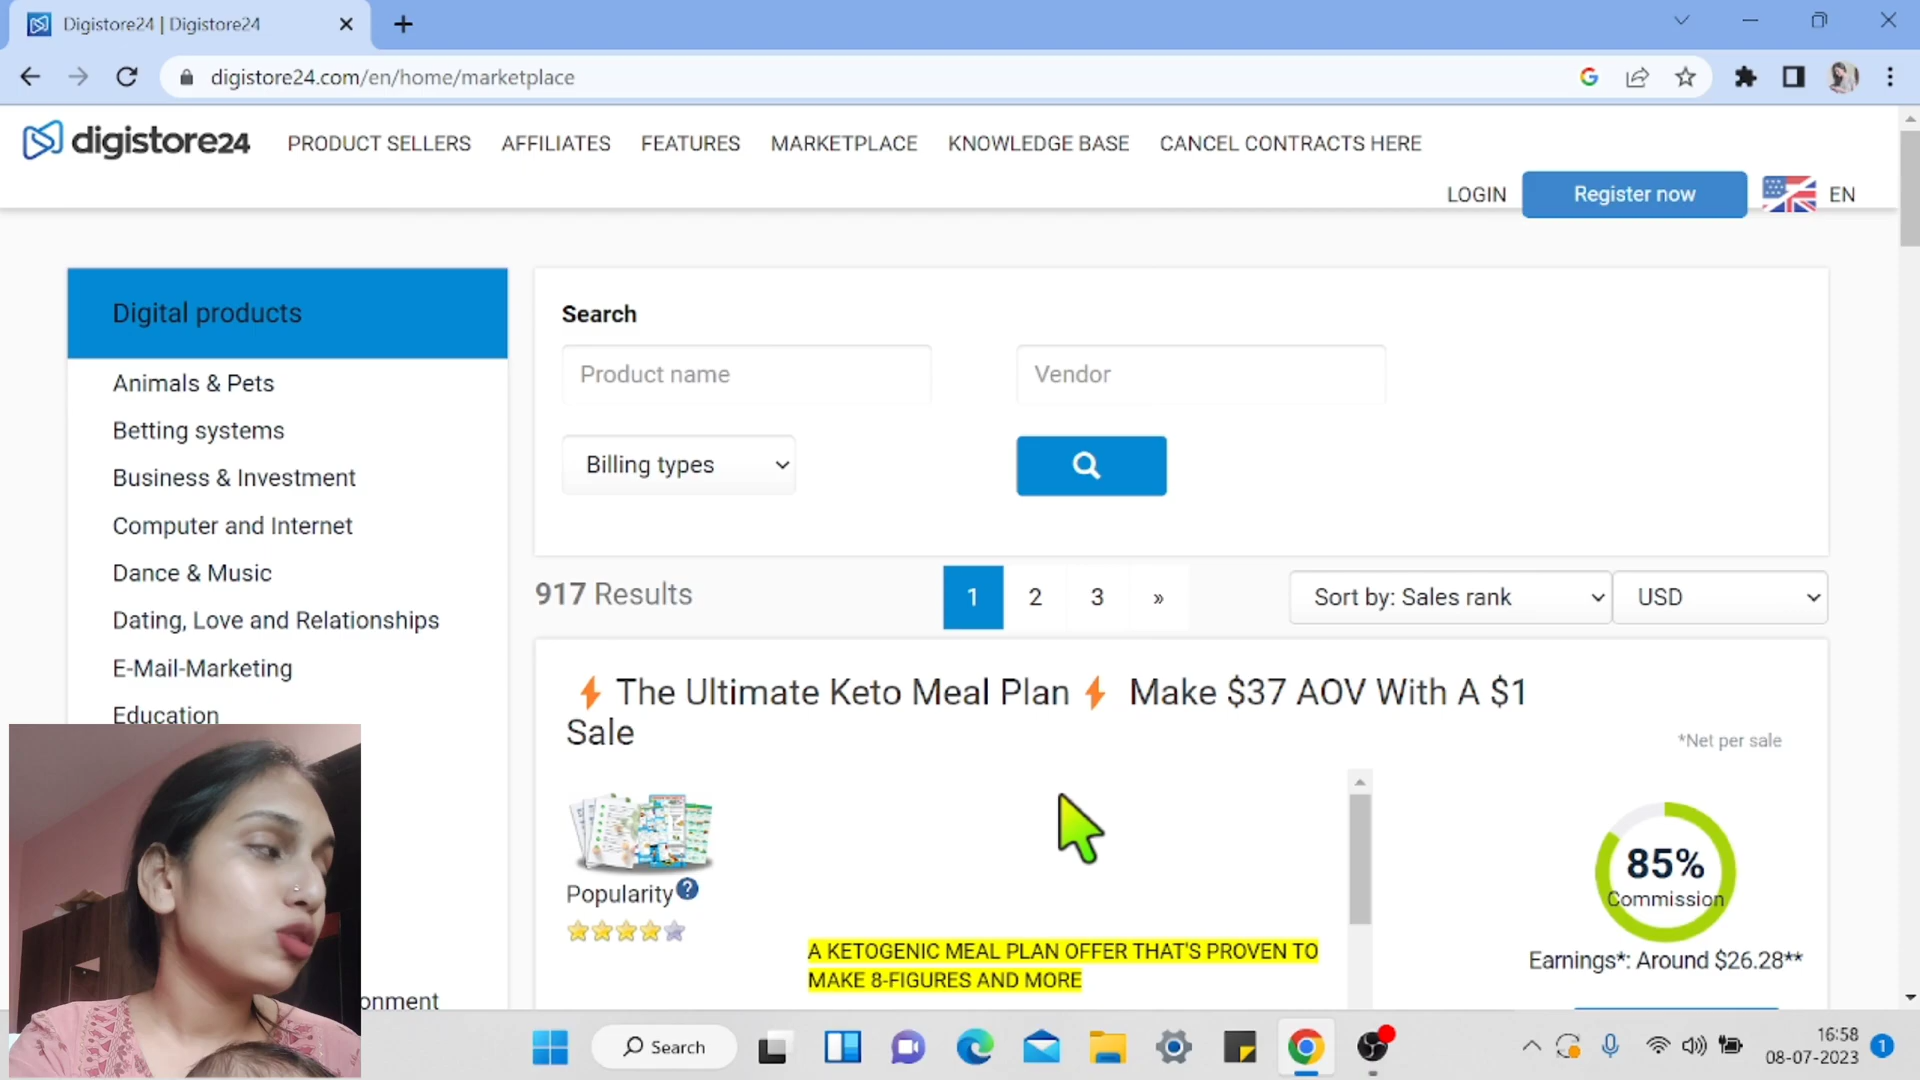 Digistore24 | Digistore24
digistore24.com/en/home/marketplace
digistore24 PRODUCT SELLERS AFFILIATES FEATURES MARKETPLACE KNOWLEDGE BASE CANCEL CONTRACTS HERE
LOGIN Register now EN
Digital products
Animals & Pets
Betting systems
Business & Investment
Computer and Internet
Dance & Music
Dating, Love and Relationships
E-Mail-Marketing
Education
onment
Search
Product name Vendor
Billing types
917 Results 1 2 3 » Sort by: Sales rank USD
The Ultimate Keto Meal Plan Make $37 AOV With A $1
Sale
*Net per sale
Popularity
A KETOGENIC MEAL PLAN OFFER THAT'S PROVEN TO
MAKE 8-FIGURES AND MORE
85%
Commission
Earnings*: Around $26.28**
Search
16:58
08-07-2023
1